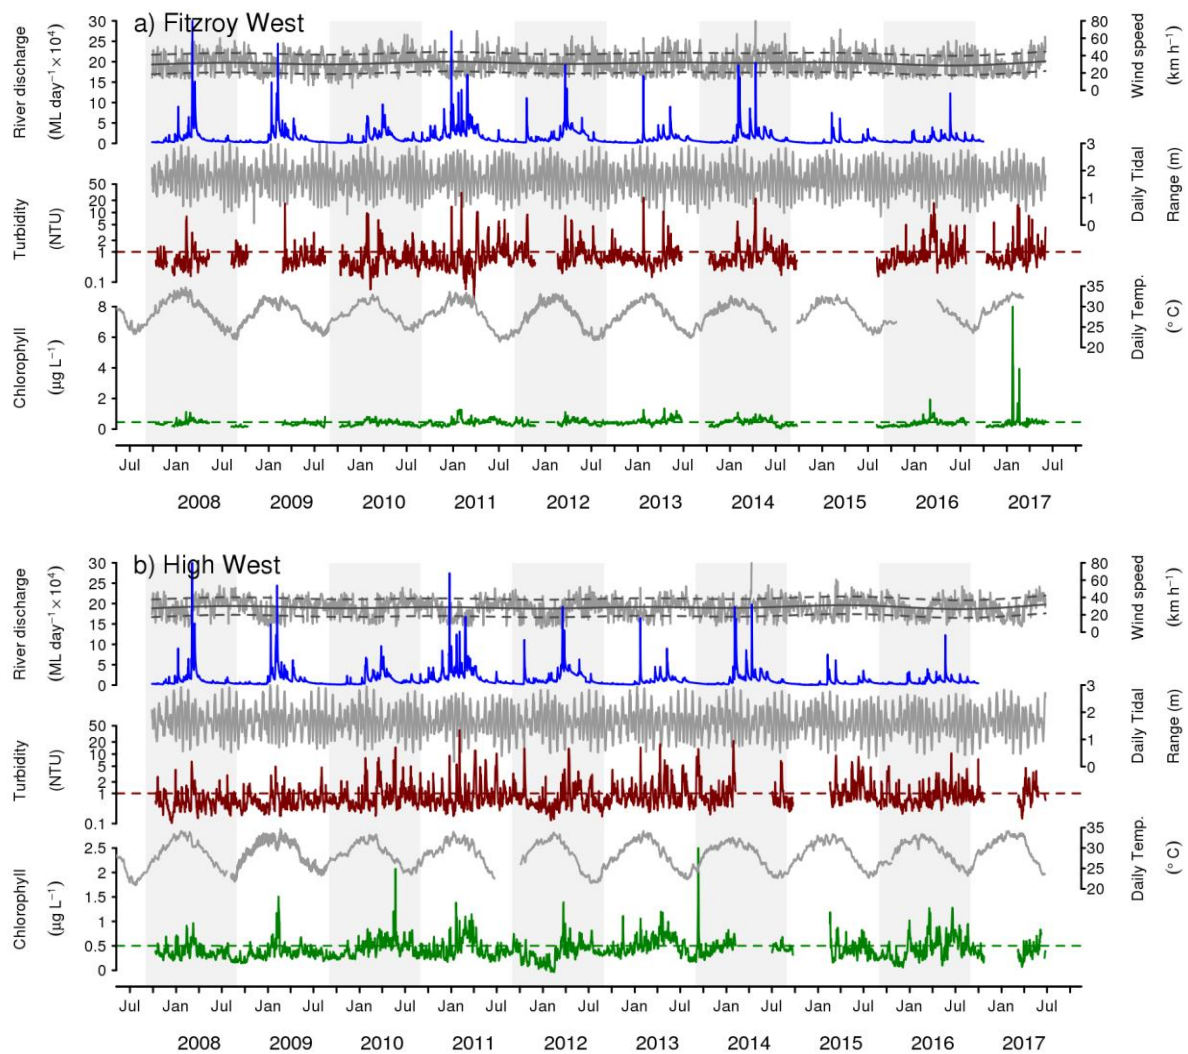 a) Fitzroy West
River discharge
(ML day⁻¹ × 10⁴)
30
25
20
15
10
5
0
Wind speed
(km h⁻¹)
80
60
40
20
0
Daily Tidal
Range (m)
3
2
1
0
Turbidity
(NTU)
50
20
10
5
2
1
0.1
Daily Temp.
(° C)
35
30
25
20
Chlorophyll
(µg L⁻¹)
8
6
4
2
0
Jul Jan Jul Jan Jul Jan Jul Jan Jul Jan Jul Jan Jul Jan Jul Jan Jul Jan Jul Jan Jul
2008 2009 2010 2011 2012 2013 2014 2015 2016 2017
b) High West
River discharge
(ML day⁻¹ × 10⁴)
30
25
20
15
10
5
0
Wind speed
(km h⁻¹)
80
60
40
20
0
Daily Tidal
Range (m)
3
2
1
0
Turbidity
(NTU)
50
20
10
5
2
1
0.1
Daily Temp.
(° C)
35
30
25
20
Chlorophyll
(µg L⁻¹)
2.5
2
1.5
1
0.5
0
Jul Jan Jul Jan Jul Jan Jul Jan Jul Jan Jul Jan Jul Jan Jul Jan Jul Jan Jul Jan Jul
2008 2009 2010 2011 2012 2013 2014 2015 2016 2017